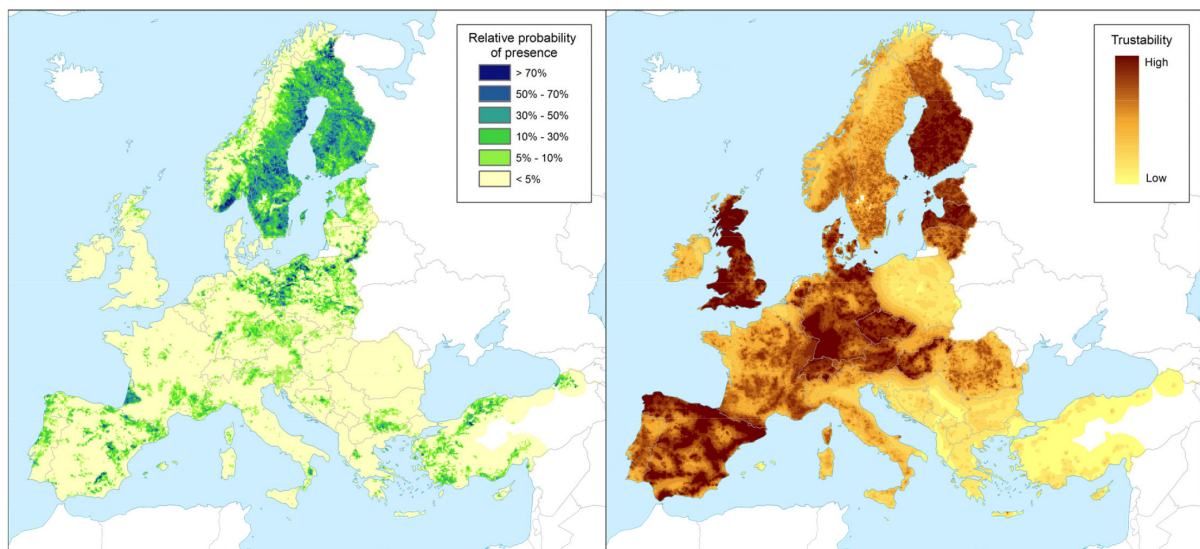 Relative probability
of presence
> 70%
50% - 70%
30% - 50%
10% - 30%
5% - 10%
< 5%
Trustability
High
Low